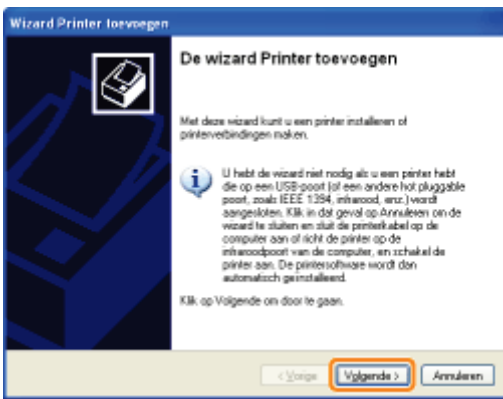 Wizard Printer toevoegen
De wizard Printer toevoegen
Met deze wizard kunt u een printer installeren of
printerverbindingen maken.
U hebt de wizard niet nodig als u een printer hebt
die op een USB-poort (of een andere hot pluggable
poort, zoals IEEE 1394, infrarood, enz.) wordt
aangesloten. Klik in dat geval op Annuleren om de
wizard te sluiten en sluit de printerkabel op de
computer aan of richt de printer op de
infraroodpoort van de computer, en schakel de
printer aan. De printersoftware wordt dan
automatisch geïnstalleerd.
Klik op Volgende om door te gaan.
< Vorige
Volgende >
Annuleren